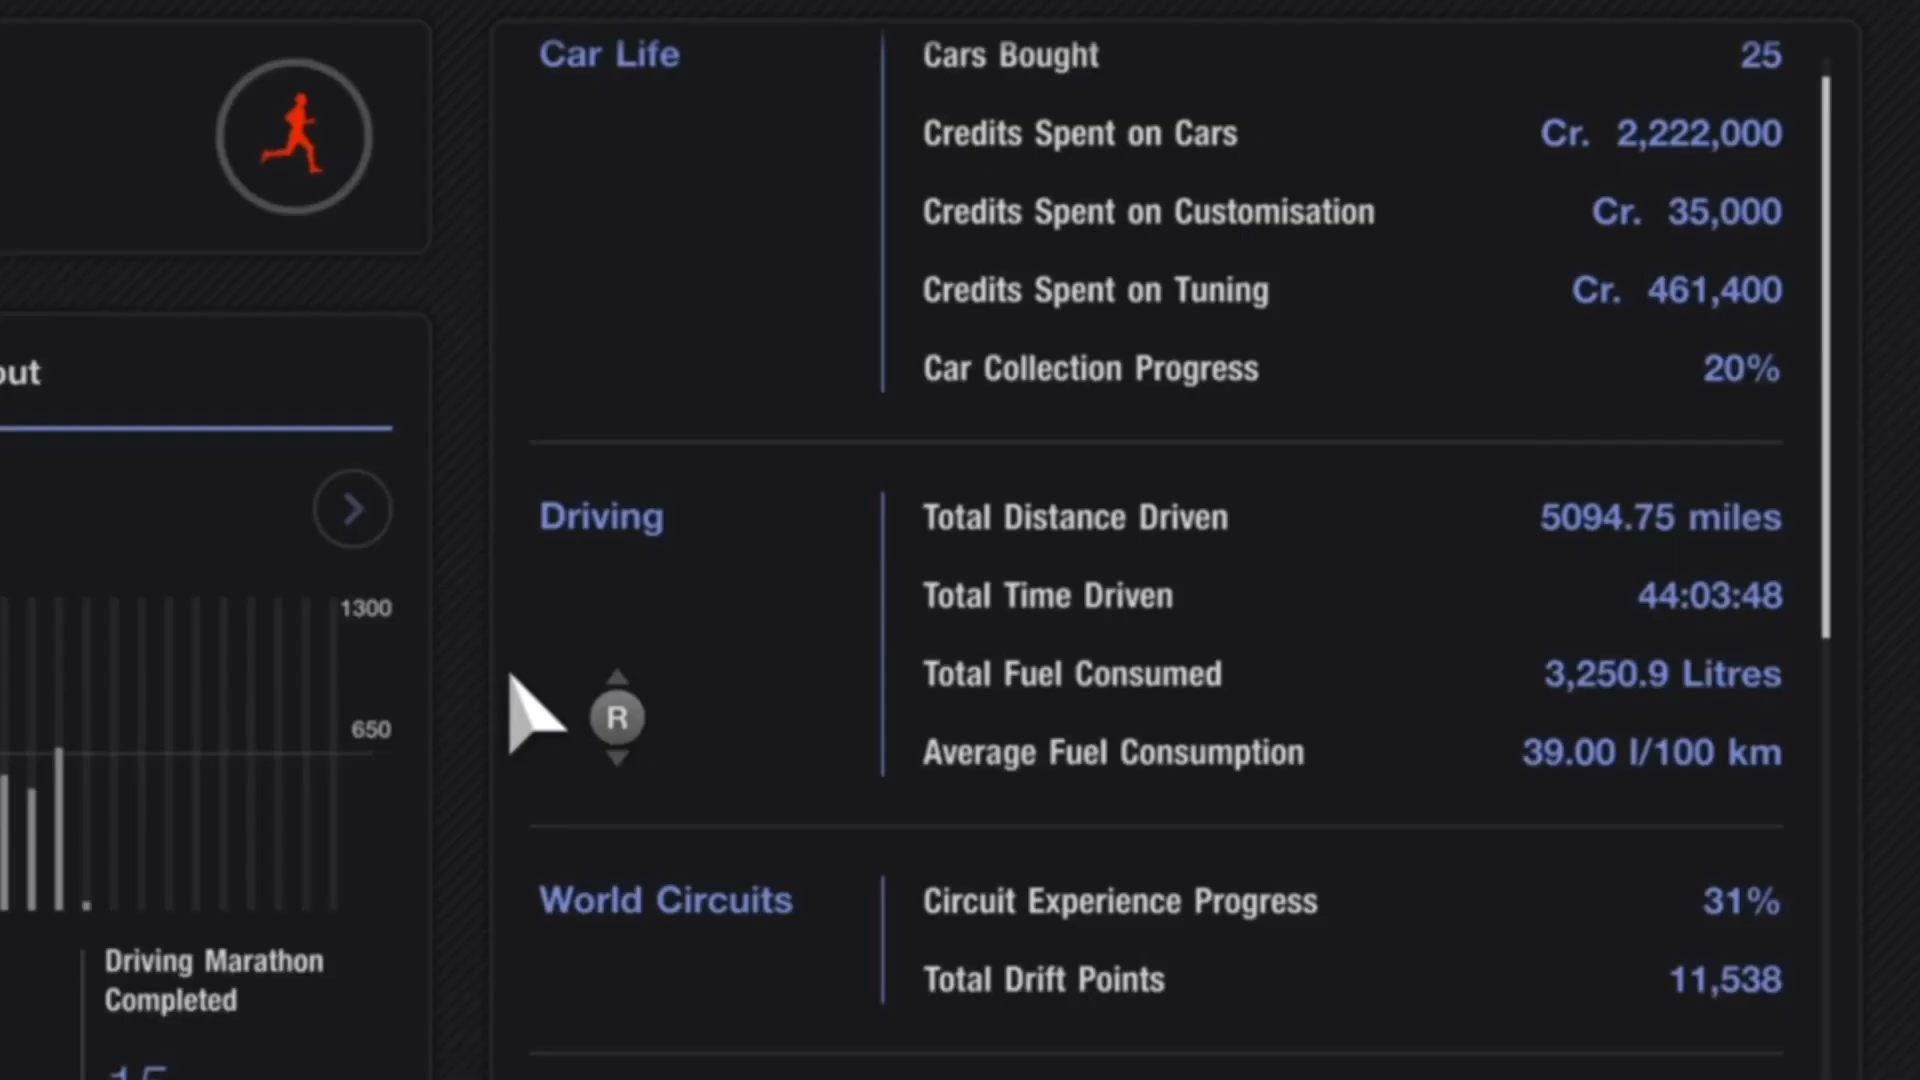 out
1300
650
Driving Marathon
Completed
15
Car Life
Cars Bought 25
Credits Spent on Cars Cr. 2,222,000
Credits Spent on Customisation Cr. 35,000
Credits Spent on Tuning Cr. 461,400
Car Collection Progress 20%
Driving
Total Distance Driven 5094.75 miles
Total Time Driven 44:03:48
Total Fuel Consumed 3,250.9 Litres
Average Fuel Consumption 39.00 l/100 km
R
World Circuits
Circuit Experience Progress 31%
Total Drift Points 11,538